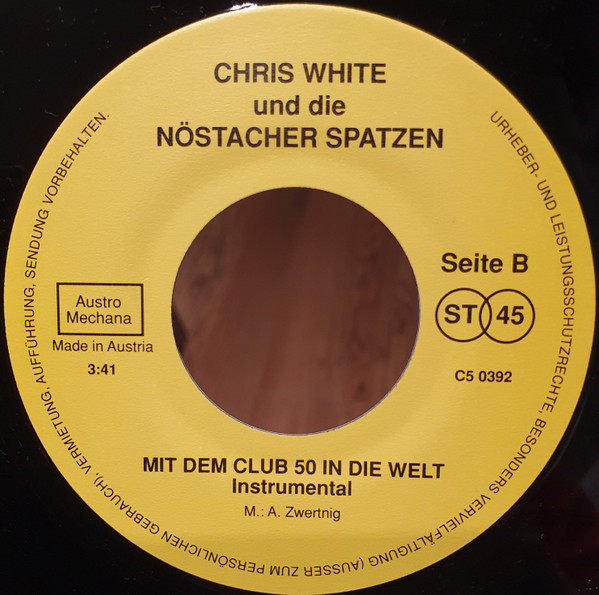 CHRIS WHITE
und die
NÖSTACHER SPATZEN
Seite B
ST 45
C5 0392
Austro
Mechana
Made in Austria
3:41
MIT DEM CLUB 50 IN DIE WELT
Instrumental
M.: A. Zwertnig
URHEBER- UND LEISTUNGSSCHUTZRECHTE, BESONDERS VERVIELFÄLTIGUNG (AUSSER ZUM PERSÖNLICHEN GEBRAUCH), VERMIETUNG, AUFFÜHRUNG, SENDUNG VORBEHALTEN.